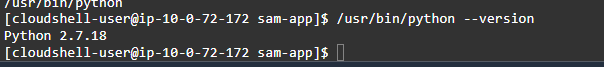 /usr/bin/python
[cloudshell-user@ip-10-0-72-172 sam-app]$ /usr/bin/python --version
Python 2.7.18
[cloudshell-user@ip-10-0-72-172 sam-app]$